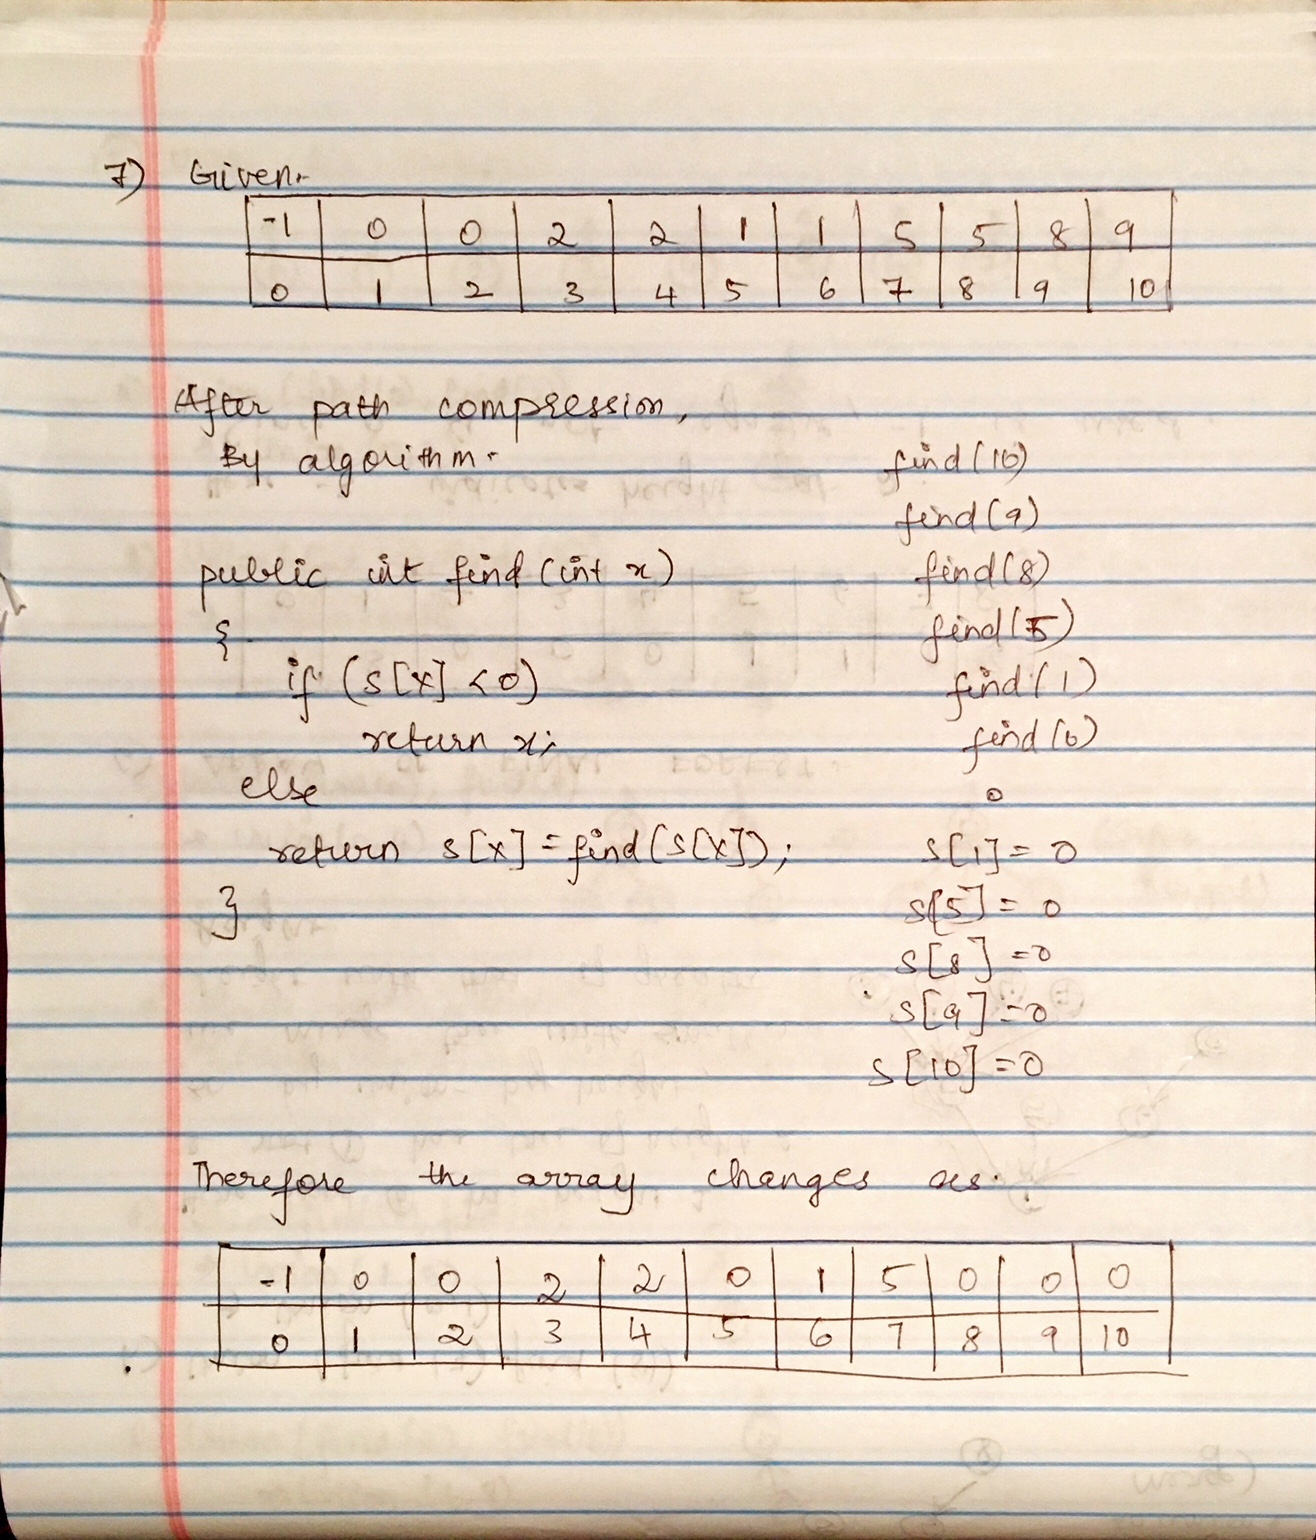 7) Given.
-1 0 0 2 2 1 1 5 5 8 9
0 1 2 3 4 5 6 7 8 9 10
After path compression,
By algorithm.
find(10)
find(9)
public int find (int x)
find(8)
{
find(5)
if (s[x] <0)
find(1)
return x;
find(0)
else
0
return s[x] = find(s[x]);
s[1] = 0
}
s[5] = 0
s[8] = 0
s[9] = 0
s[10] = 0
Therefore the array changes as.
-1 0 0 2 2 0 1 5 0 0 0
0 1 2 3 4 5 6 7 8 9 10